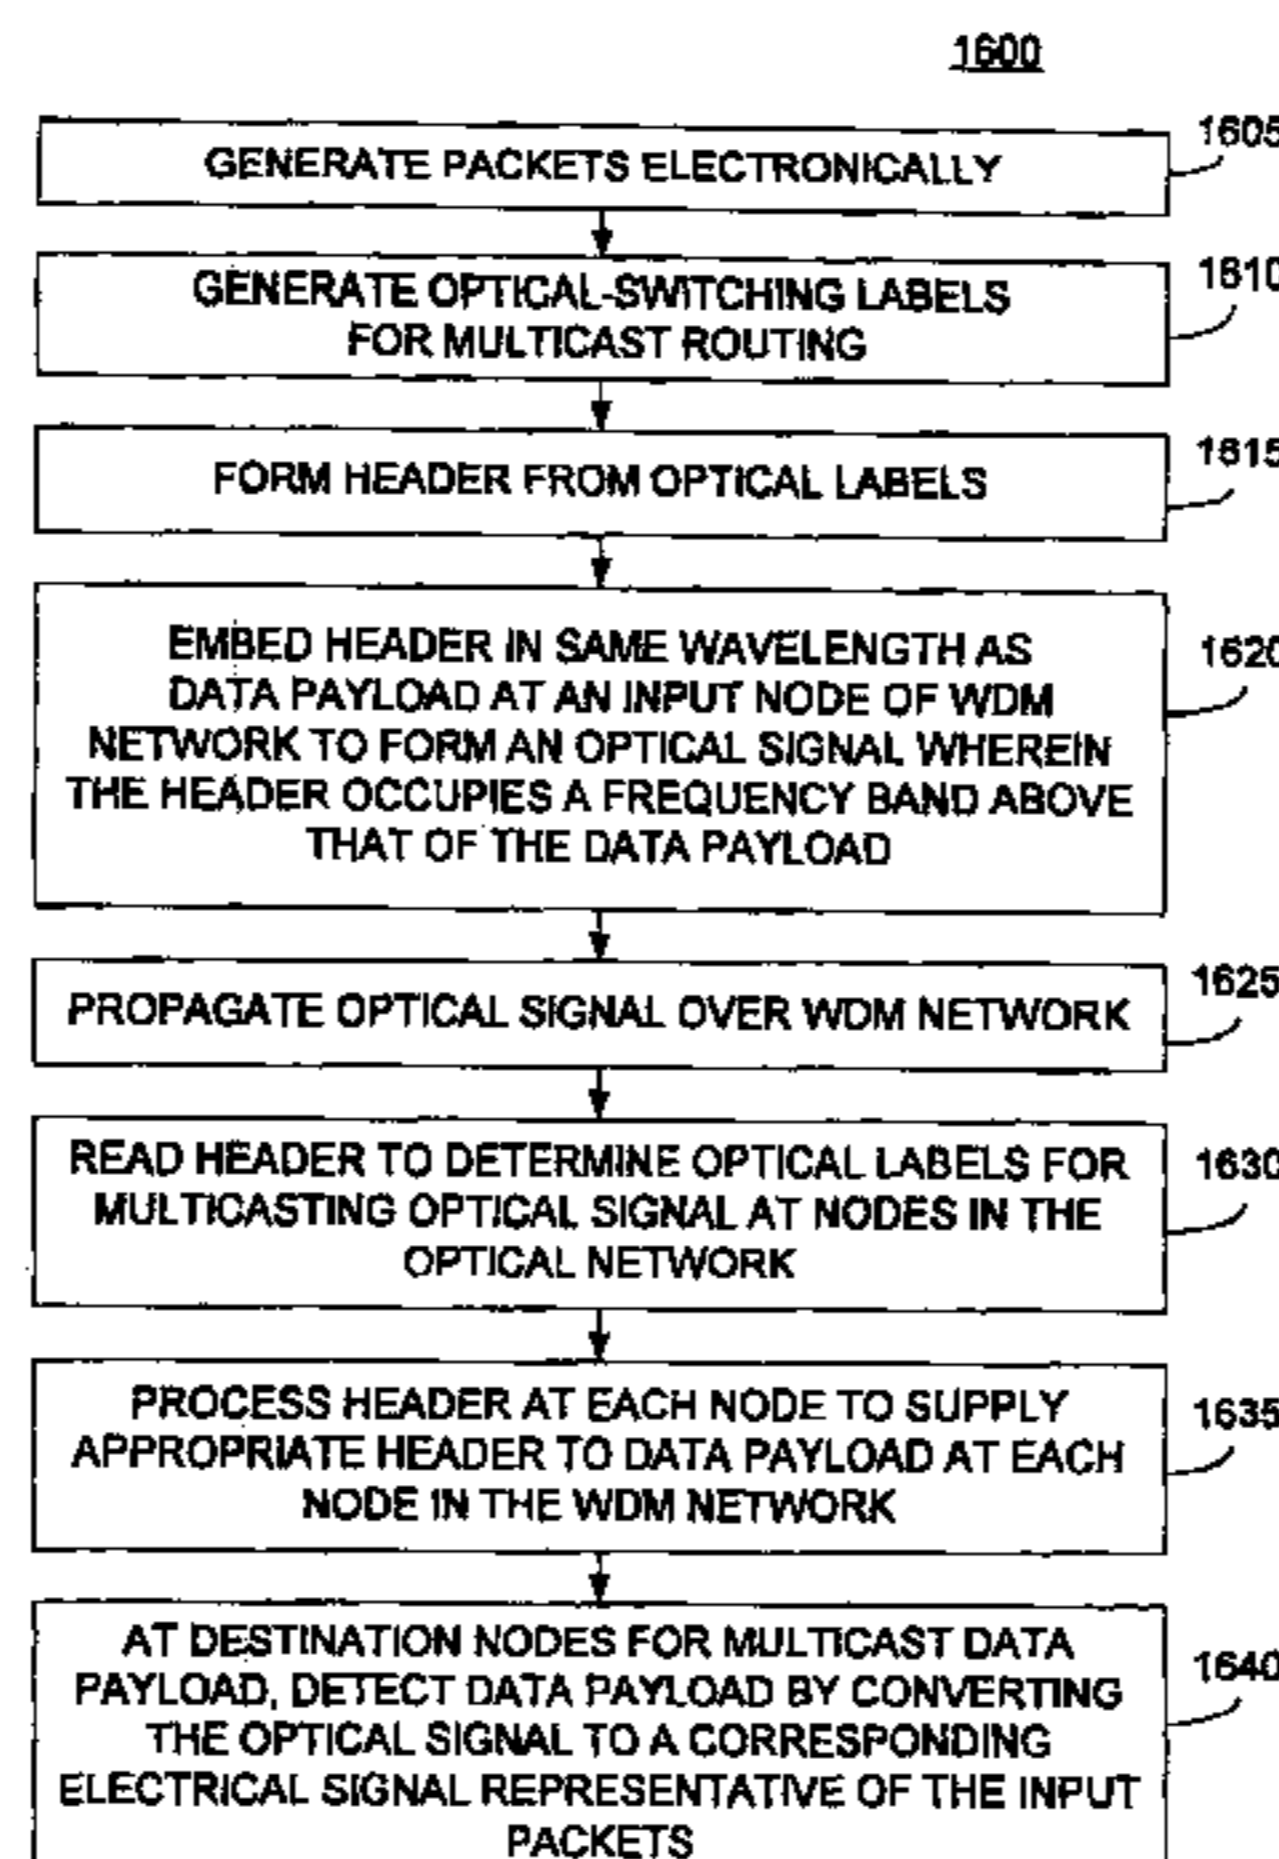 1600
GENERATE PACKETS ELECTRONICALLY
1605
GENERATE OPTICAL-SWITCHING LABELS
FOR MULTICAST ROUTING
1610
FORM HEADER FROM OPTICAL LABELS
1615
EMBED HEADER IN SAME WAVELENGTH AS
DATA PAYLOAD AT AN INPUT NODE OF WDM
NETWORK TO FORM AN OPTICAL SIGNAL WHEREIN
THE HEADER OCCUPIES A FREQUENCY BAND ABOVE
THAT OF THE DATA PAYLOAD
1620
PROPAGATE OPTICAL SIGNAL OVER WDM NETWORK
1625
READ HEADER TO DETERMINE OPTICAL LABELS FOR
MULTICASTING OPTICAL SIGNAL AT NODES IN THE
OPTICAL NETWORK
1630
PROCESS HEADER AT EACH NODE TO SUPPLY
APPROPRIATE HEADER TO DATA PAYLOAD AT EACH
NODE IN THE WDM NETWORK
1635
AT DESTINATION NODES FOR MULTICAST DATA
PAYLOAD, DETECT DATA PAYLOAD BY CONVERTING
THE OPTICAL SIGNAL TO A CORRESPONDING
ELECTRICAL SIGNAL REPRESENTATIVE OF THE INPUT
PACKETS
1640